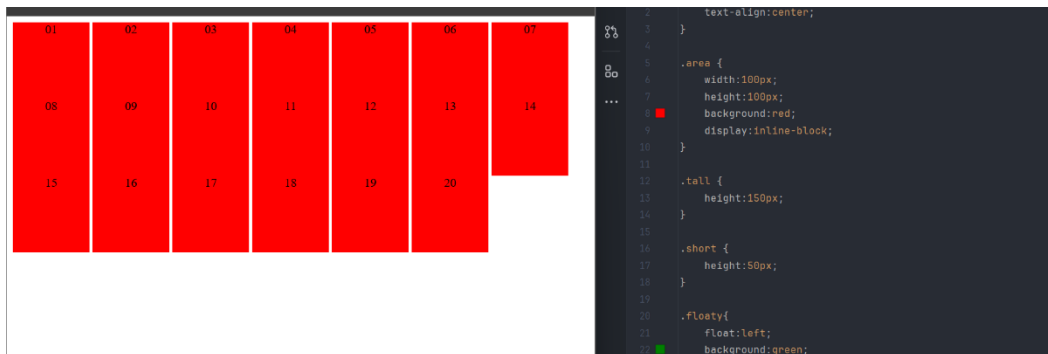 01 02 03 04 05 06 07
08 09 10 11 12 13 14
15 16 17 18 19 20
2 text-align:center;
3 }
4
5 .area {
6 width:100px;
7 height:100px;
8 background:red;
9 display:inline-block;
10 }
11
12 .tall {
13 height:150px;
14 }
15
16 .short {
17 height:50px;
18 }
19
20 .floaty{
21 float:left;
22 background:green;